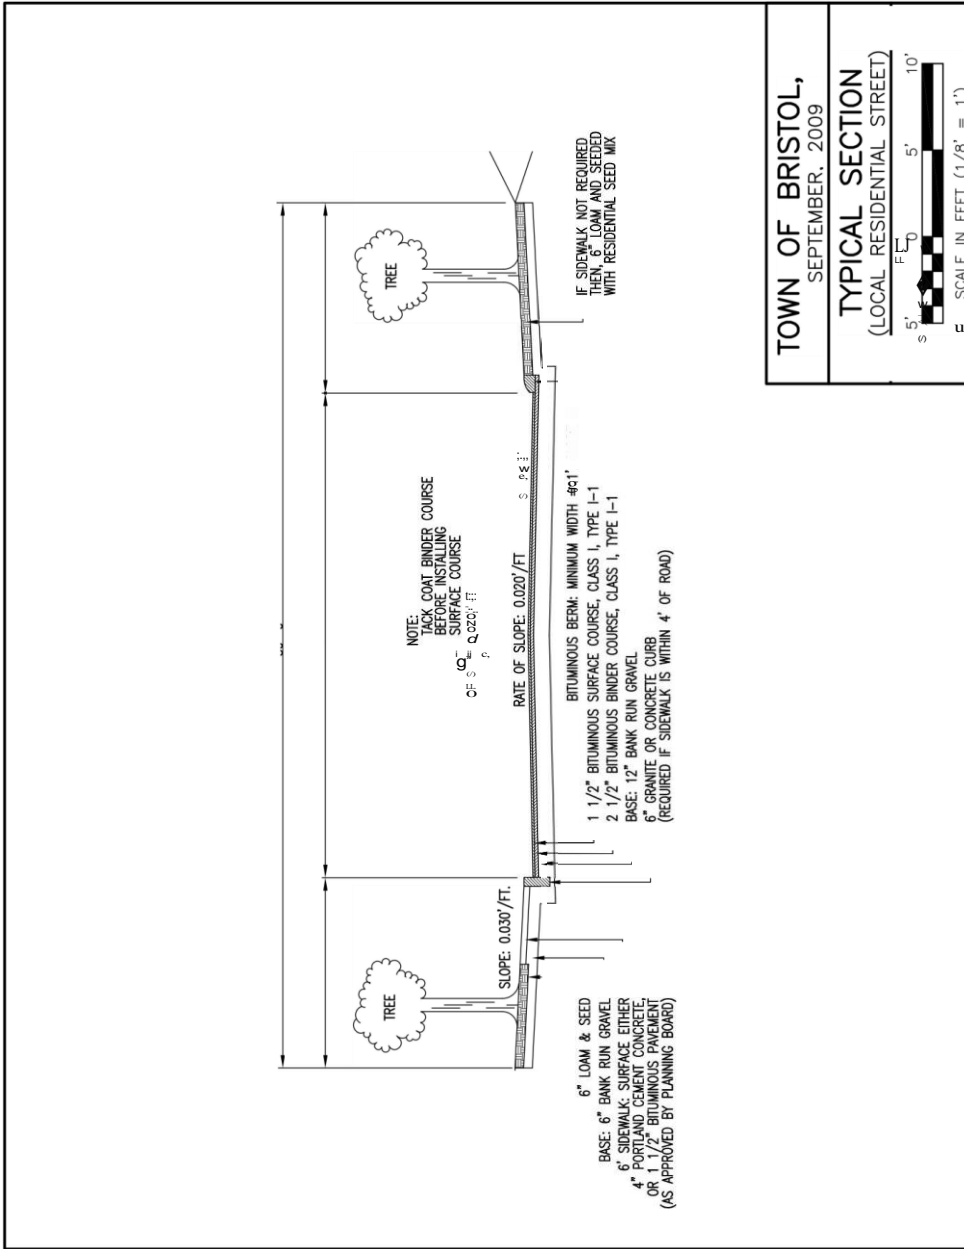 TREE
TREE
NOTE:
TACK COAT BINDER COURSE
BEFORE INSTALLING
SURFACE COURSE
SLOPE: 0.030'/FT.
RATE OF SLOPE: 0.020'/FT
6" LOAM & SEED
BASE: 6" BANK RUN GRAVEL
6' SIDEWALK: SURFACE EITHER
4" PORTLAND CEMENT CONCRETE,
OR 1 1/2" BITUMINOUS PAVEMENT
(AS APPROVED BY PLANNING BOARD)
BITUMINOUS BERM: MINIMUM WIDTH
1 1/2" BITUMINOUS SURFACE COURSE, CLASS I, TYPE I-1
2 1/2" BITUMINOUS BINDER COURSE, CLASS I, TYPE I-1
BASE: 12" BANK RUN GRAVEL
6" GRANITE OR CONCRETE CURB
(REQUIRED IF SIDEWALK IS WITHIN 4' OF ROAD)
IF SIDEWALK NOT REQUIRED
THEN, 6" LOAM AND SEEDED
WITH RESIDENTIAL SEED MIX
TOWN OF BRISTOL,
SEPTEMBER, 2009
TYPICAL SECTION
(LOCAL RESIDENTIAL STREET)
5' 0 5' 10'
SCALE IN FEET (1/8' = 1')